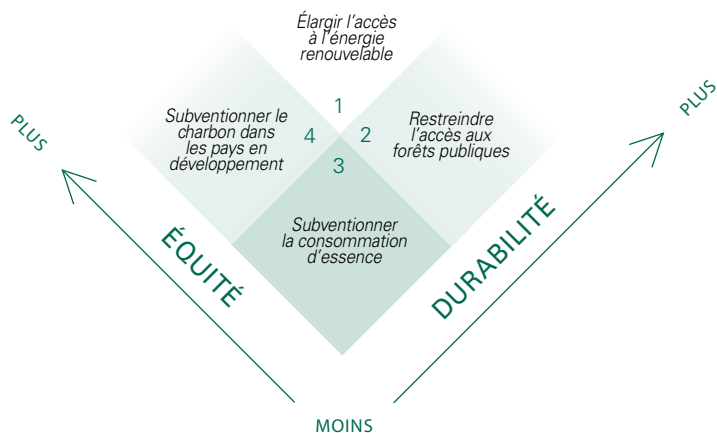 Élargir l'accès
à l'énergie
renouvelable
1
Subventionner le
charbon dans
les pays en
développement
4
2
Restreindre
l'accès aux
forêts publiques
3
Subventionner
la consommation
d'essence
PLUS
PLUS
ÉQUITÉ
DURABILITÉ
MOINS